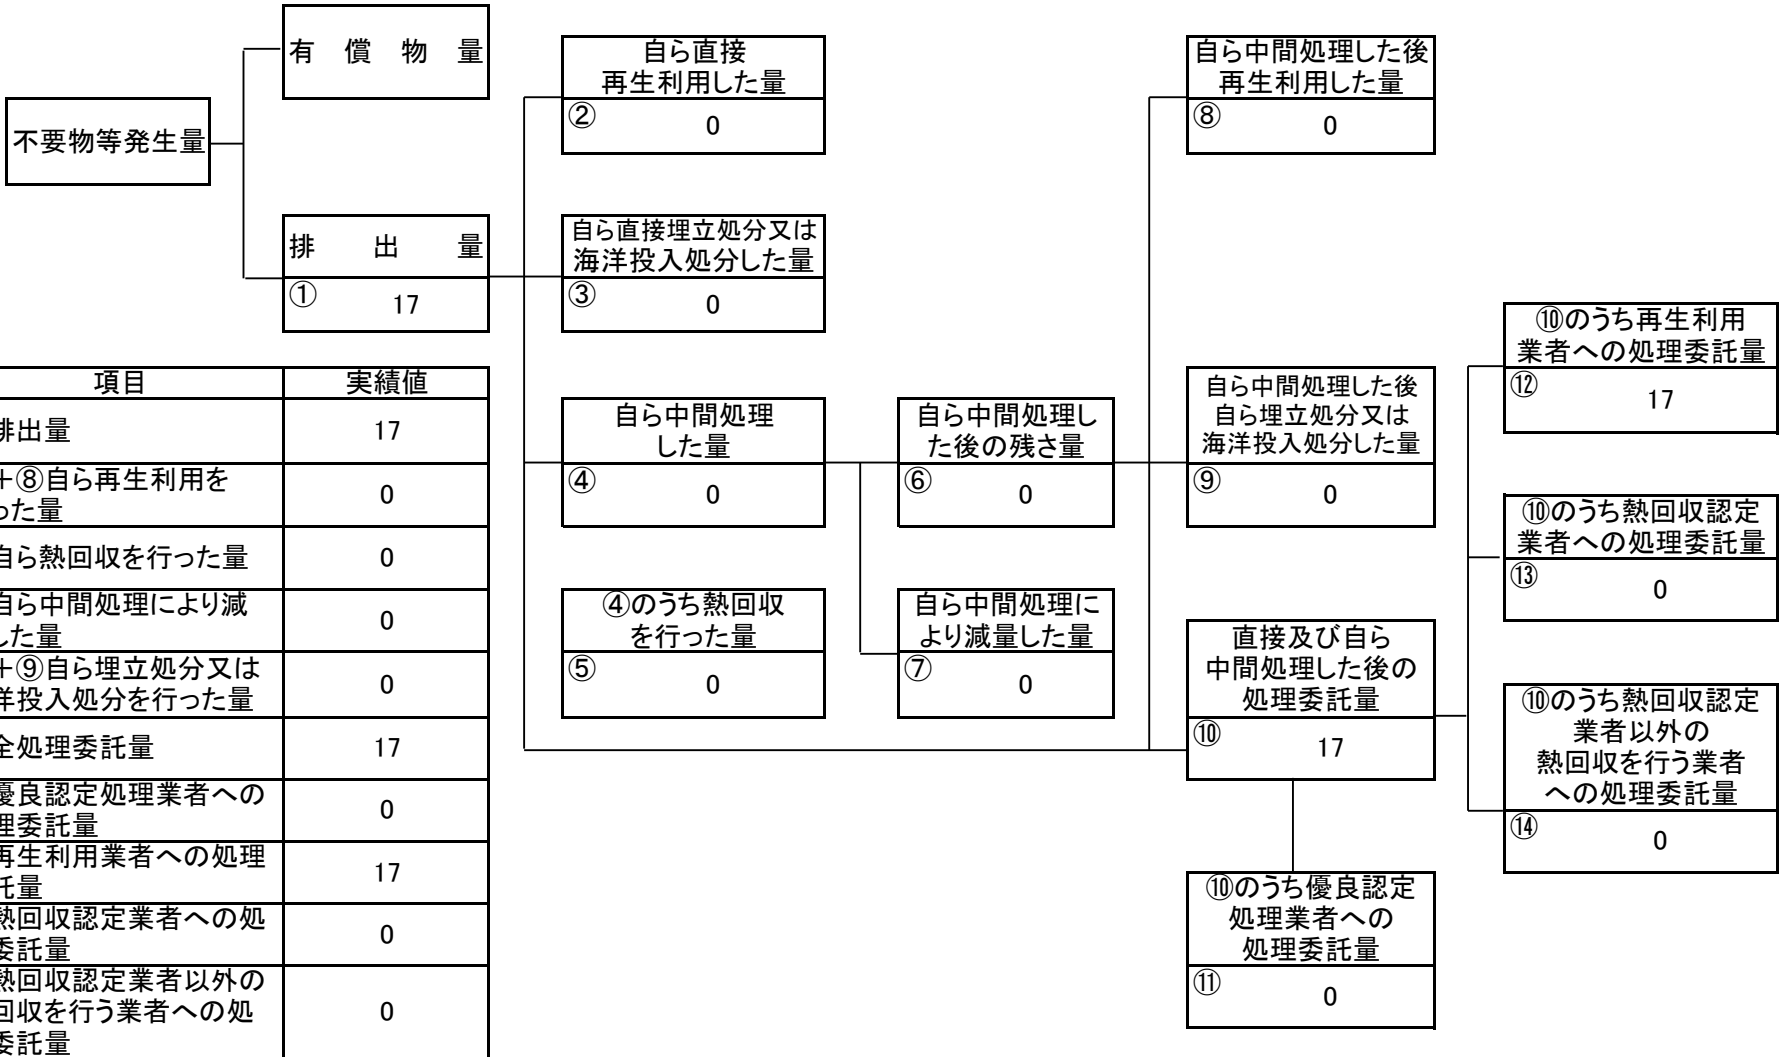 有 償 物 量
不要物等発生量
排 出 量
① 17
自ら直接
再生利用した量
② 0
自ら直接埋立処分又は
海洋投入処分した量
③ 0
自ら中間処理
した量
④ 0
④のうち熱回収
を行った量
⑤ 0
自ら中間処理し
た後の残さ量
⑥ 0
自ら中間処理に
より減量した量
⑦ 0
自ら中間処理した後
再生利用した量
⑧ 0
自ら中間処理した後
自ら埋立処分又は
海洋投入処分した量
⑨ 0
直接及び自ら
中間処理した後の
処理委託量
⑩ 17
⑩のうち優良認定
処理業者への
処理委託量
⑪ 0
⑩のうち再生利用
業者への処理委託量
⑫ 17
⑩のうち熱回収認定
業者への処理委託量
⑬ 0
⑩のうち熱回収認定
業者以外の
熱回収を行う業者
への処理委託量
⑭ 0
項目 実績値
排出量 17
+⑧自ら再生利用を
った量 0
自ら熱回収を行った量 0
自ら中間処理により減
した量 0
+⑨自ら埋立処分又は
洋投入処分を行った量 0
全処理委託量 17
優良認定処理業者への
理委託量 0
再生利用業者への処理
託量 17
熱回収認定業者への処
委託量 0
熱回収認定業者以外の
回収を行う業者への処
委託量 0